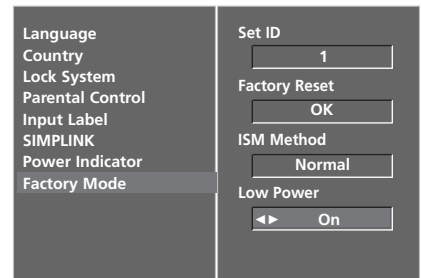 Language
Country
Lock System
Parental Control
Input Label
SIMPLINK
Power Indicator
Factory Mode
Set ID
1
Factory Reset
OK
ISM Method
Normal
Low Power
◄► On